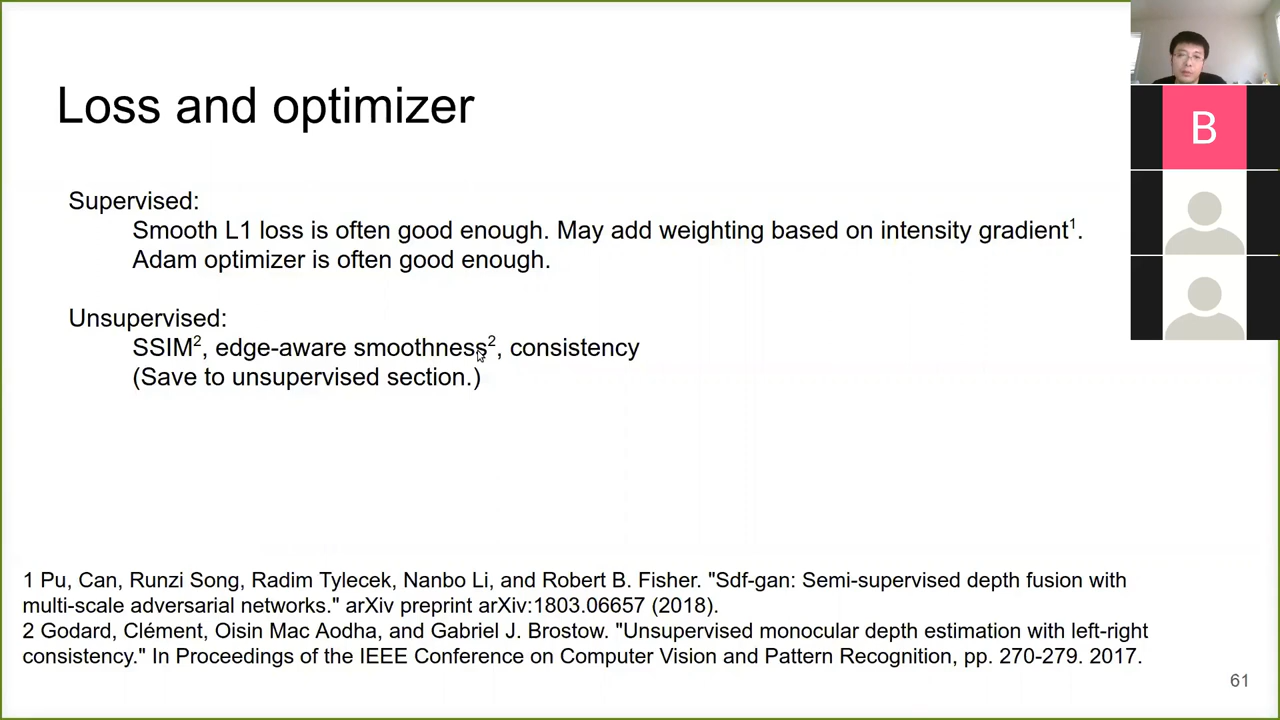 Loss and optimizer
Supervised:
Smooth L1 loss is often good enough. May add weighting based on intensity gradient¹.
Adam optimizer is often good enough.
Unsupervised:
SSIM², edge-aware smoothness², consistency
(Save to unsupervised section.)
1 Pu, Can, Runzi Song, Radim Tylecek, Nanbo Li, and Robert B. Fisher. "Sdf-gan: Semi-supervised depth fusion with
multi-scale adversarial networks." arXiv preprint arXiv:1803.06657 (2018).
2 Godard, Clément, Oisin Mac Aodha, and Gabriel J. Brostow. "Unsupervised monocular depth estimation with left-right
consistency." In Proceedings of the IEEE Conference on Computer Vision and Pattern Recognition, pp. 270-279. 2017.
61
B